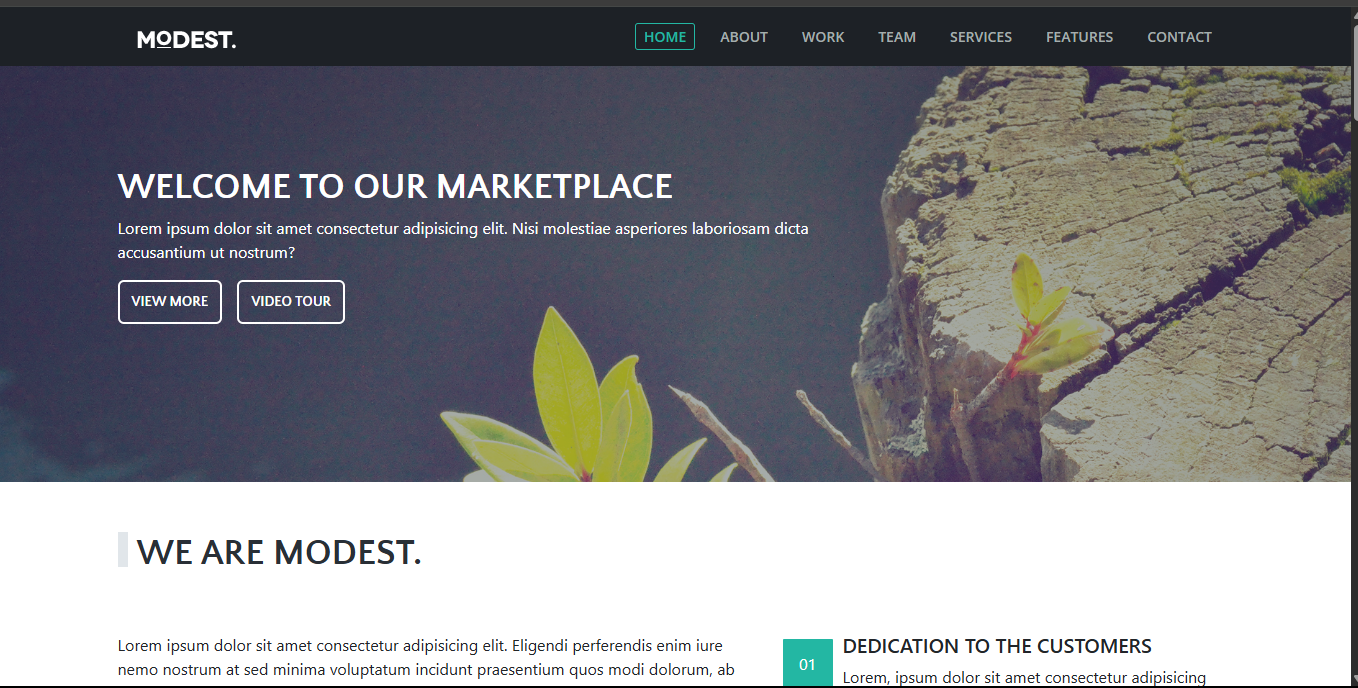 MODEST.
HOME ABOUT WORK TEAM SERVICES FEATURES CONTACT
WELCOME TO OUR MARKETPLACE
Lorem ipsum dolor sit amet consectetur adipisicing elit. Nisi molestiae asperiores laboriosam dicta
accusantium ut nostrum?
VIEW MORE VIDEO TOUR
WE ARE MODEST.
Lorem ipsum dolor sit amet consectetur adipisicing elit. Eligendi perferendis enim iure
nemo nostrum at sed minima voluptatum incidunt praesentium quos modi dolorum, ab
01
DEDICATION TO THE CUSTOMERS
Lorem, ipsum dolor sit amet consectetur adipisicing